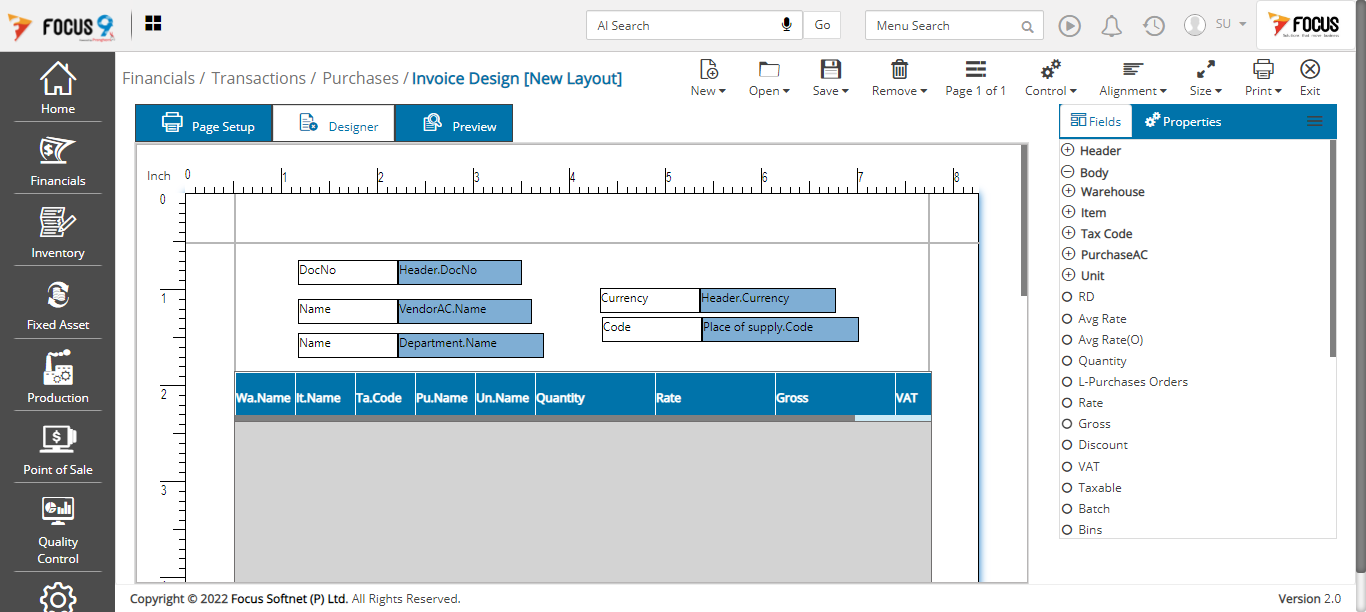 FOCUS 9
AI Search
Go
Menu Search
SU
FOCUS
Home
Financials
Inventory
Fixed Asset
Production
Point of Sale
Quality
Control
Financials / Transactions / Purchases / Invoice Design [New Layout]
New
Open
Save
Remove
Page 1 of 1
Control
Alignment
Size
Print
Exit
Page Setup
Designer
Preview
Inch
0 1 2 3 4 5 6 7 8
0
1
2
3
DocNo Header.DocNo
Name VendorAC.Name
Name Department.Name
Currency Header.Currency
Code Place of supply.Code
Wa.Name It.Name Ta.Code Pu.Name Un.Name Quantity Rate Gross VAT
Fields
Properties
Header
Body
Warehouse
Item
Tax Code
PurchaseAC
Unit
RD
Avg Rate
Avg Rate(O)
Quantity
L-Purchases Orders
Rate
Gross
Discount
VAT
Taxable
Batch
Bins
Copyright © 2022 Focus Softnet (P) Ltd. All Rights Reserved.
Version 2.0